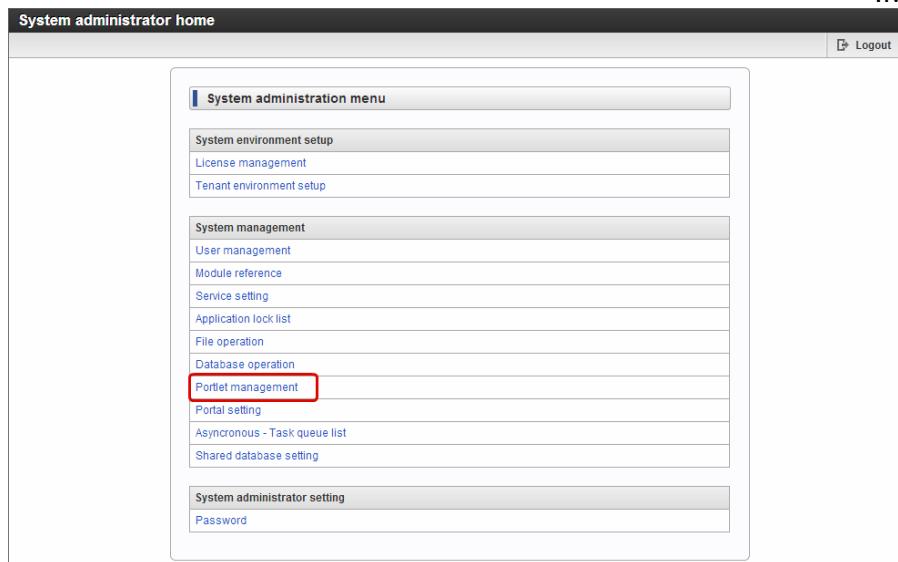 System administrator home
Logout
System administration menu
System environment setup
License management
Tenant environment setup
System management
User management
Module reference
Service setting
Application lock list
File operation
Database operation
Portlet management
Portal setting
Asyncronous - Task queue list
Shared database setting
System administrator setting
Password